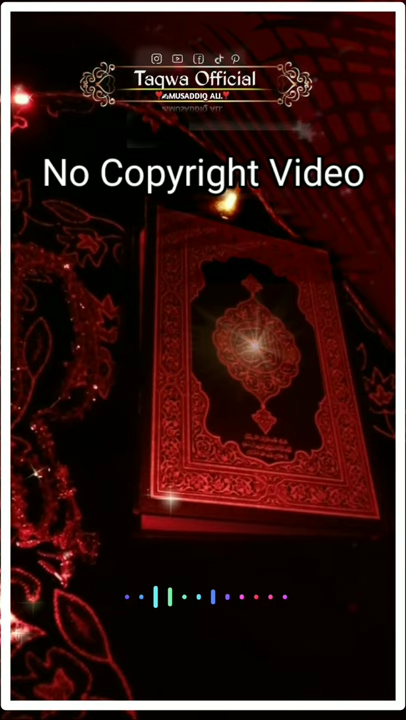 Taqwa Official
❤️✍️MUSADDIQ ALI.❤️
No Copyright Video